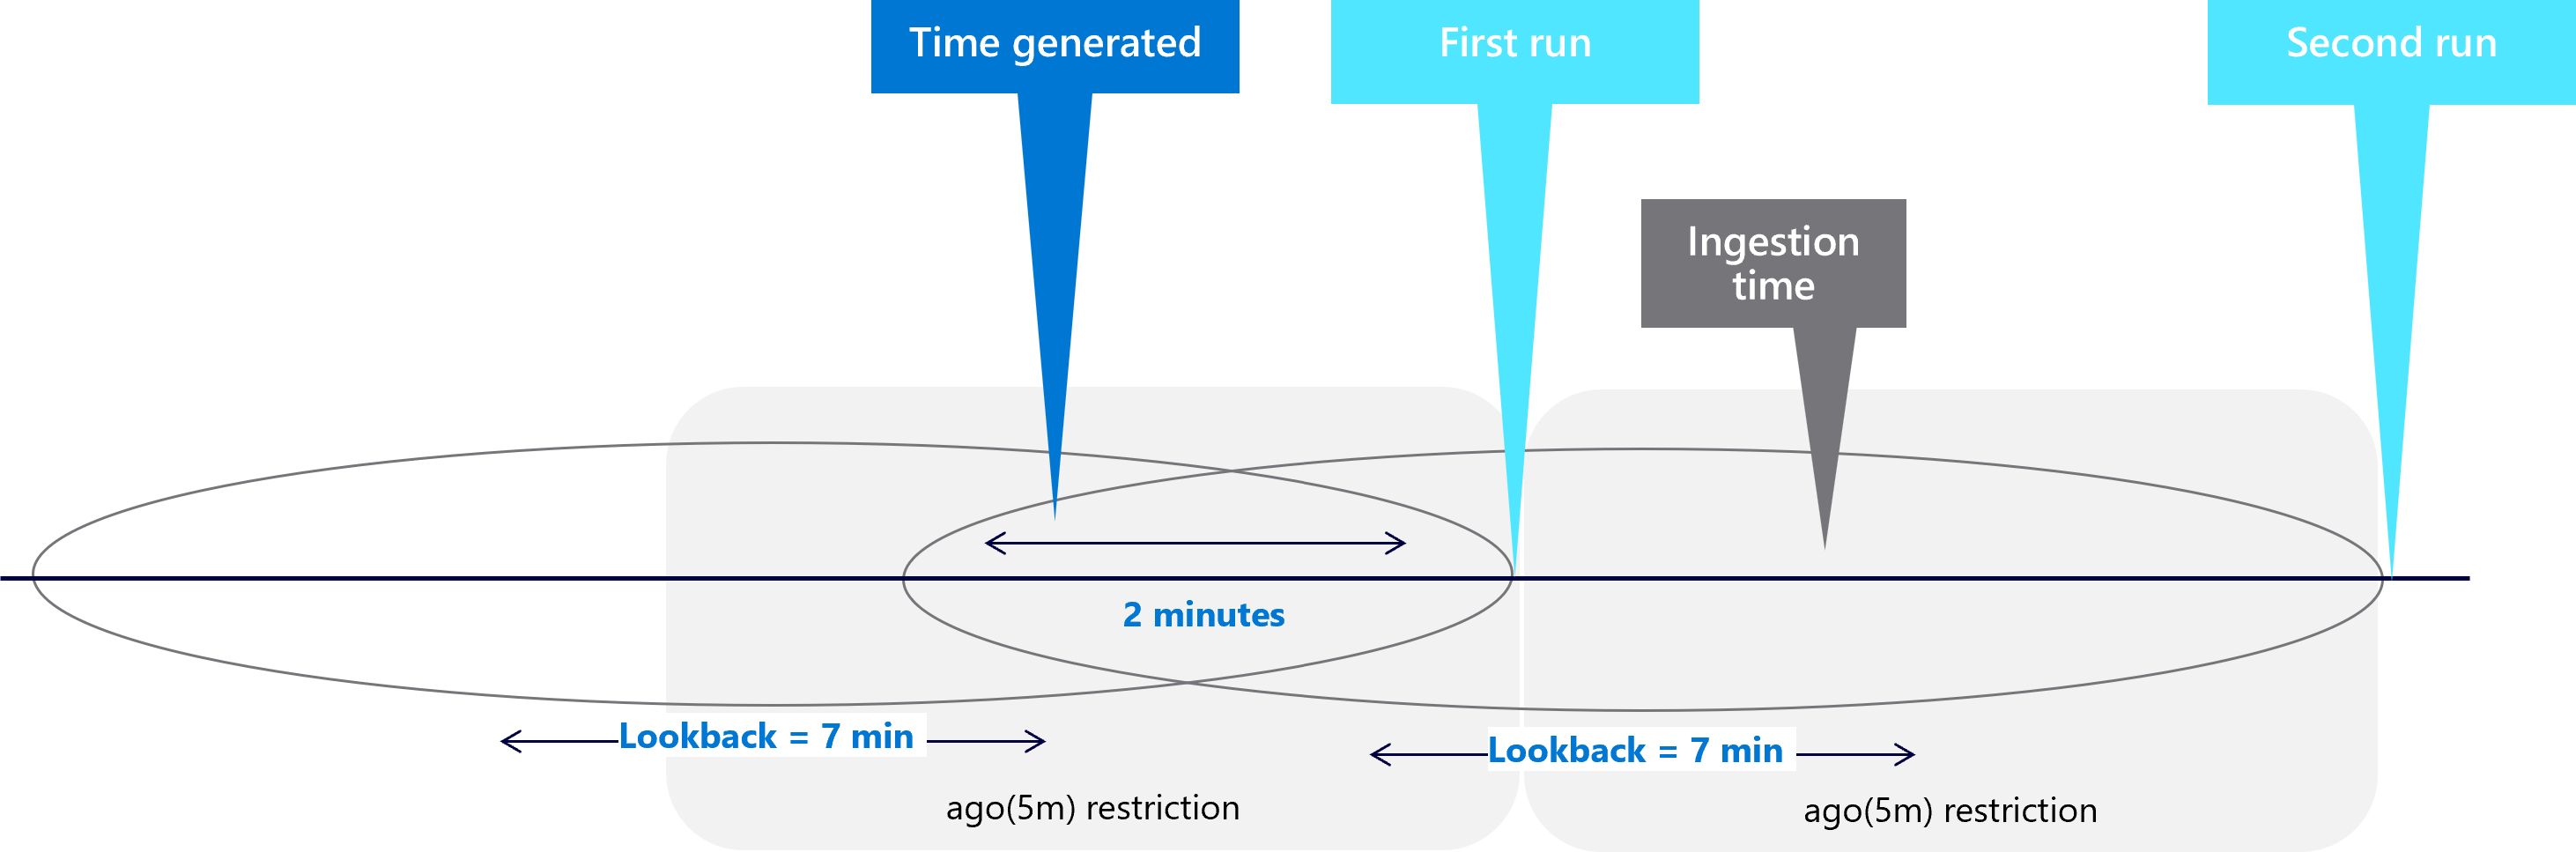 Time generated
First run
Second run
Ingestion
time
2 minutes
Lookback = 7 min
Lookback = 7 min
ago(5m) restriction
ago(5m) restriction